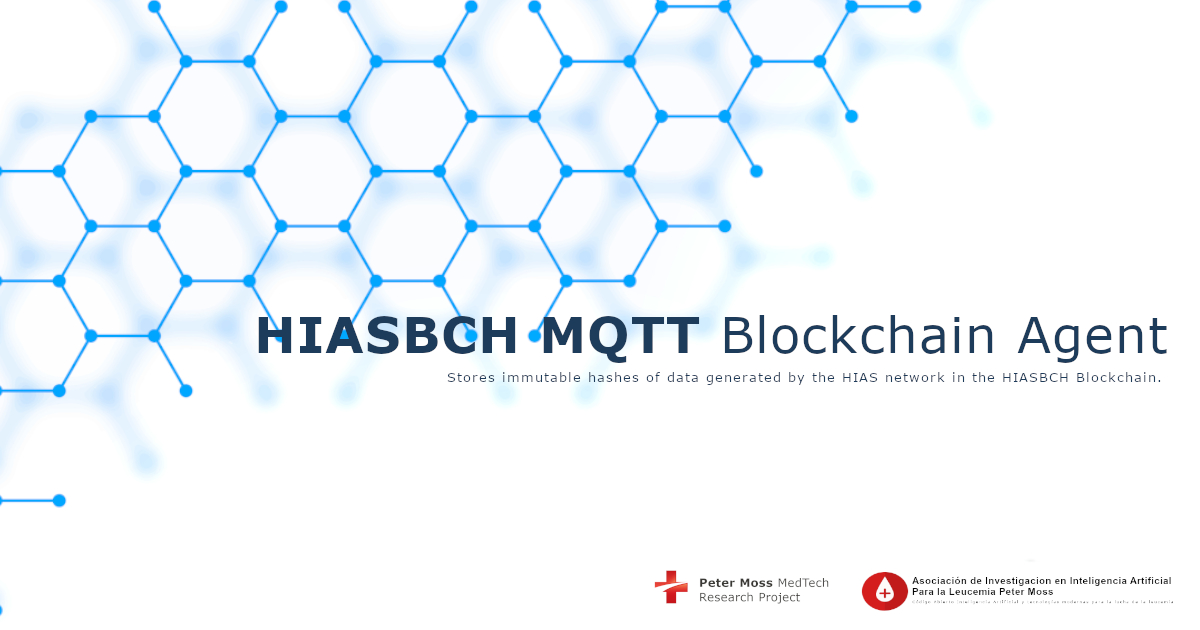 HIASBCH MQTT Blockchain Agent
Stores immutable hashes of data generated by the HIAS network in the HIASBCH Blockchain.
Peter Moss MedTech
Research Project
Asociación de Investigacion en Inteligencia Artificial
Para la Leucemia Peter Moss